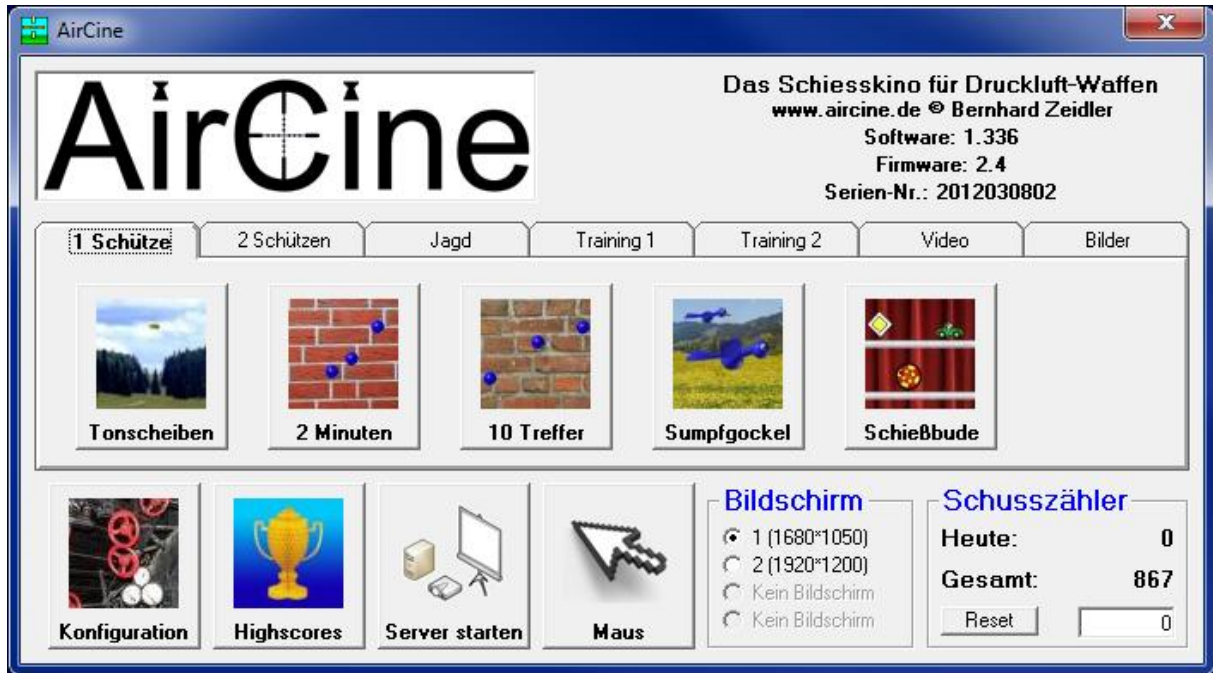 AirCine
AirCine
Das Schiesskino für Druckluft-Waffen
www.aircine.de © Bernhard Zeidler
Software: 1.336
Firmware: 2.4
Serien-Nr.: 2012030802
1 Schütze
2 Schützen
Jagd
Training 1
Training 2
Video
Bilder
Tonscheiben
2 Minuten
10 Treffer
Sumpfgockel
Schießbude
Konfiguration
Highscores
Server starten
Maus
Bildschirm
1 (1680*1050)
2 (1920*1200)
Kein Bildschirm
Kein Bildschirm
Schusszähler
Heute: 0
Gesamt: 867
Reset 0